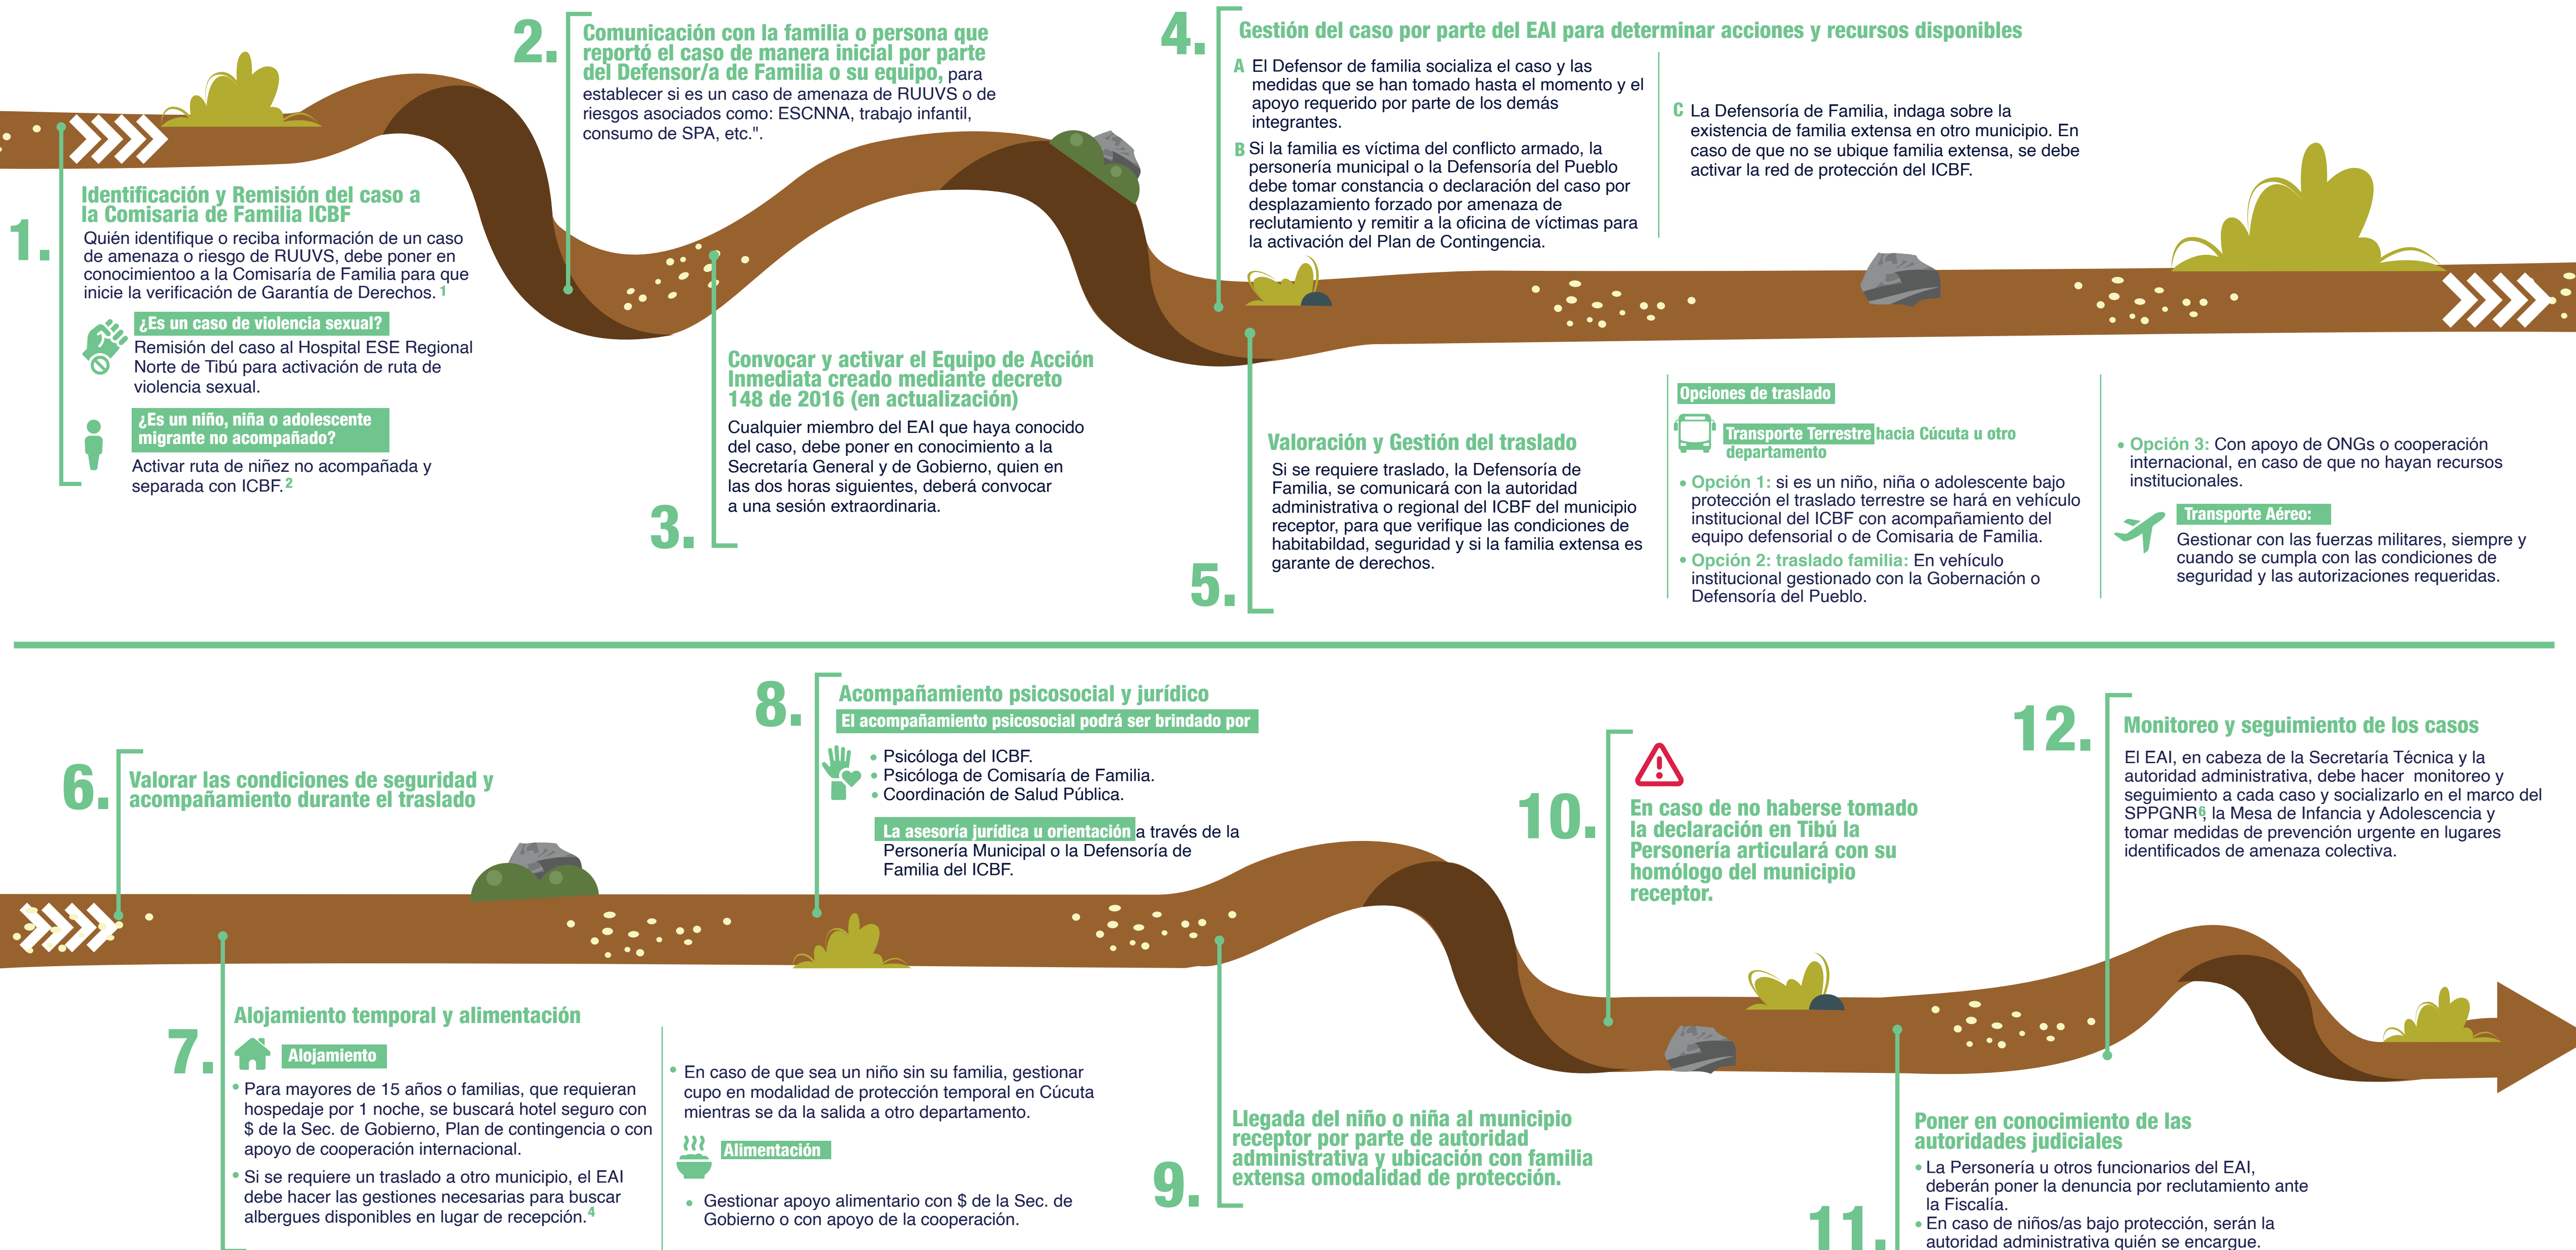 1.
Identificación y Remisión del caso a
la Comisaria de Familia ICBF
Quién identifique o reciba información de un caso
de amenaza o riesgo de RUUVS, debe poner en
conocimientoo a la Comisaría de Familia para que
inicie la verificación de Garantía de Derechos. 1
¿Es un caso de violencia sexual?
Remisión del caso al Hospital ESE Regional
Norte de Tibú para activación de ruta de
violencia sexual.
¿Es un niño, niña o adolescente
migrante no acompañado?
Activar ruta de niñez no acompañada y
separada con ICBF. 2
2.
Comunicación con la familia o persona que
reportó el caso de manera inicial por parte
del Defensor/a de Familia o su equipo, para
establecer si es un caso de amenaza de RUUVS o de
riesgos asociados como: ESCNNA, trabajo infantil,
consumo de SPA, etc.".
3.
Convocar y activar el Equipo de Acción
Inmediata creado mediante decreto
148 de 2016 (en actualización)
Cualquier miembro del EAI que haya conocido
del caso, debe poner en conocimiento a la
Secretaría General y de Gobierno, quien en
las dos horas siguientes, deberá convocar
a una sesión extraordinaria.
4.
Gestión del caso por parte del EAI para determinar acciones y recursos disponibles
A El Defensor de familia socializa el caso y las
medidas que se han tomado hasta el momento y el
apoyo requerido por parte de los demás
integrantes.
B Si la familia es víctima del conflicto armado, la
personería municipal o la Defensoría del Pueblo
debe tomar constancia o declaración del caso por
desplazamiento forzado por amenaza de
reclutamiento y remitir a la oficina de víctimas para
la activación del Plan de Contingencia.
C La Defensoría de Familia, indaga sobre la
existencia de familia extensa en otro municipio. En
caso de que no se ubique familia extensa, se debe
activar la red de protección del ICBF.
5.
Valoración y Gestión del traslado
Si se requiere traslado, la Defensoría de
Familia, se comunicará con la autoridad
administrativa o regional del ICBF del municipio
receptor, para que verifique las condiciones de
habitabildad, seguridad y si la familia extensa es
garante de derechos.
Opciones de traslado
Transporte Terrestre hacia Cúcuta u otro
departamento
• Opción 1: si es un niño, niña o adolescente bajo
protección el traslado terrestre se hará en vehículo
institucional del ICBF con acompañamiento del
equipo defensorial o de Comisaria de Familia.
• Opción 2: traslado familia: En vehículo
institucional gestionado con la Gobernación o
Defensoría del Pueblo.
• Opción 3: Con apoyo de ONGs o cooperación
internacional, en caso de que no hayan recursos
institucionales.
Transporte Aéreo:
Gestionar con las fuerzas militares, siempre y
cuando se cumpla con las condiciones de
seguridad y las autorizaciones requeridas.
6.
Valorar las condiciones de seguridad y
acompañamiento durante el traslado
7.
Alojamiento temporal y alimentación
Alojamiento
• Para mayores de 15 años o familias, que requieran
hospedaje por 1 noche, se buscará hotel seguro con
$ de la Sec. de Gobierno, Plan de contingencia o con
apoyo de cooperación internacional.
• Si se requiere un traslado a otro municipio, el EAI
debe hacer las gestiones necesarias para buscar
albergues disponibles en lugar de recepción. 4
• En caso de que sea un niño sin su familia, gestionar
cupo en modalidad de protección temporal en Cúcuta
mientras se da la salida a otro departamento.
Alimentación
• Gestionar apoyo alimentario con $ de la Sec. de
Gobierno o con apoyo de la cooperación.
8.
Acompañamiento psicosocial y jurídico
El acompañamiento psicosocial podrá ser brindado por
• Psicóloga del ICBF.
• Psicóloga de Comisaría de Familia.
• Coordinación de Salud Pública.
La asesoría jurídica u orientación a través de la
Personería Municipal o la Defensoría de
Familia del ICBF.
9.
Llegada del niño o niña al municipio
receptor por parte de autoridad
administrativa y ubicación con familia
extensa omodalidad de protección.
10.
En caso de no haberse tomado
la declaración en Tibú la
Personería articulará con su
homólogo del municipio
receptor.
11.
Poner en conocimiento de las
autoridades judiciales
• La Personería u otros funcionarios del EAI,
deberán poner la denuncia por reclutamiento ante
la Fiscalía.
• En caso de niños/as bajo protección, serán la
autoridad administrativa quién se encargue.
12.
Monitoreo y seguimiento de los casos
El EAI, en cabeza de la Secretaría Técnica y la
autoridad administrativa, debe hacer monitoreo y
seguimiento a cada caso y socializarlo en el marco del
SPPGNR6, la Mesa de Infancia y Adolescencia y
tomar medidas de prevención urgente en lugares
identificados de amenaza colectiva.